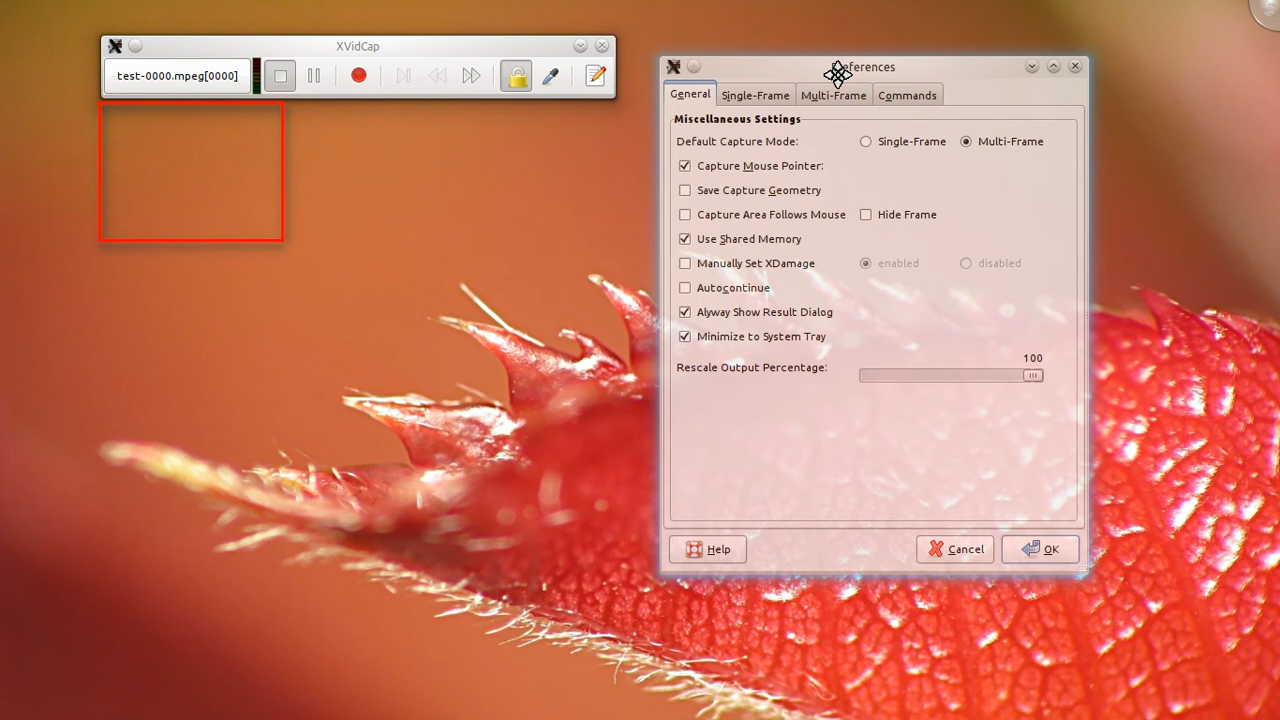 XVidCap
test-0000.mpeg[0000]
erences
General Single-Frame Multi-Frame Commands
Miscellaneous Settings
Default Capture Mode: Single-Frame Multi-Frame
Capture Mouse Pointer:
Save Capture Geometry
Capture Area Follows Mouse Hide Frame
Use Shared Memory
Manually Set XDamage enabled disabled
Autocontinue
Alyway Show Result Dialog
Minimize to System Tray
100
Rescale Output Percentage:
Help Cancel OK